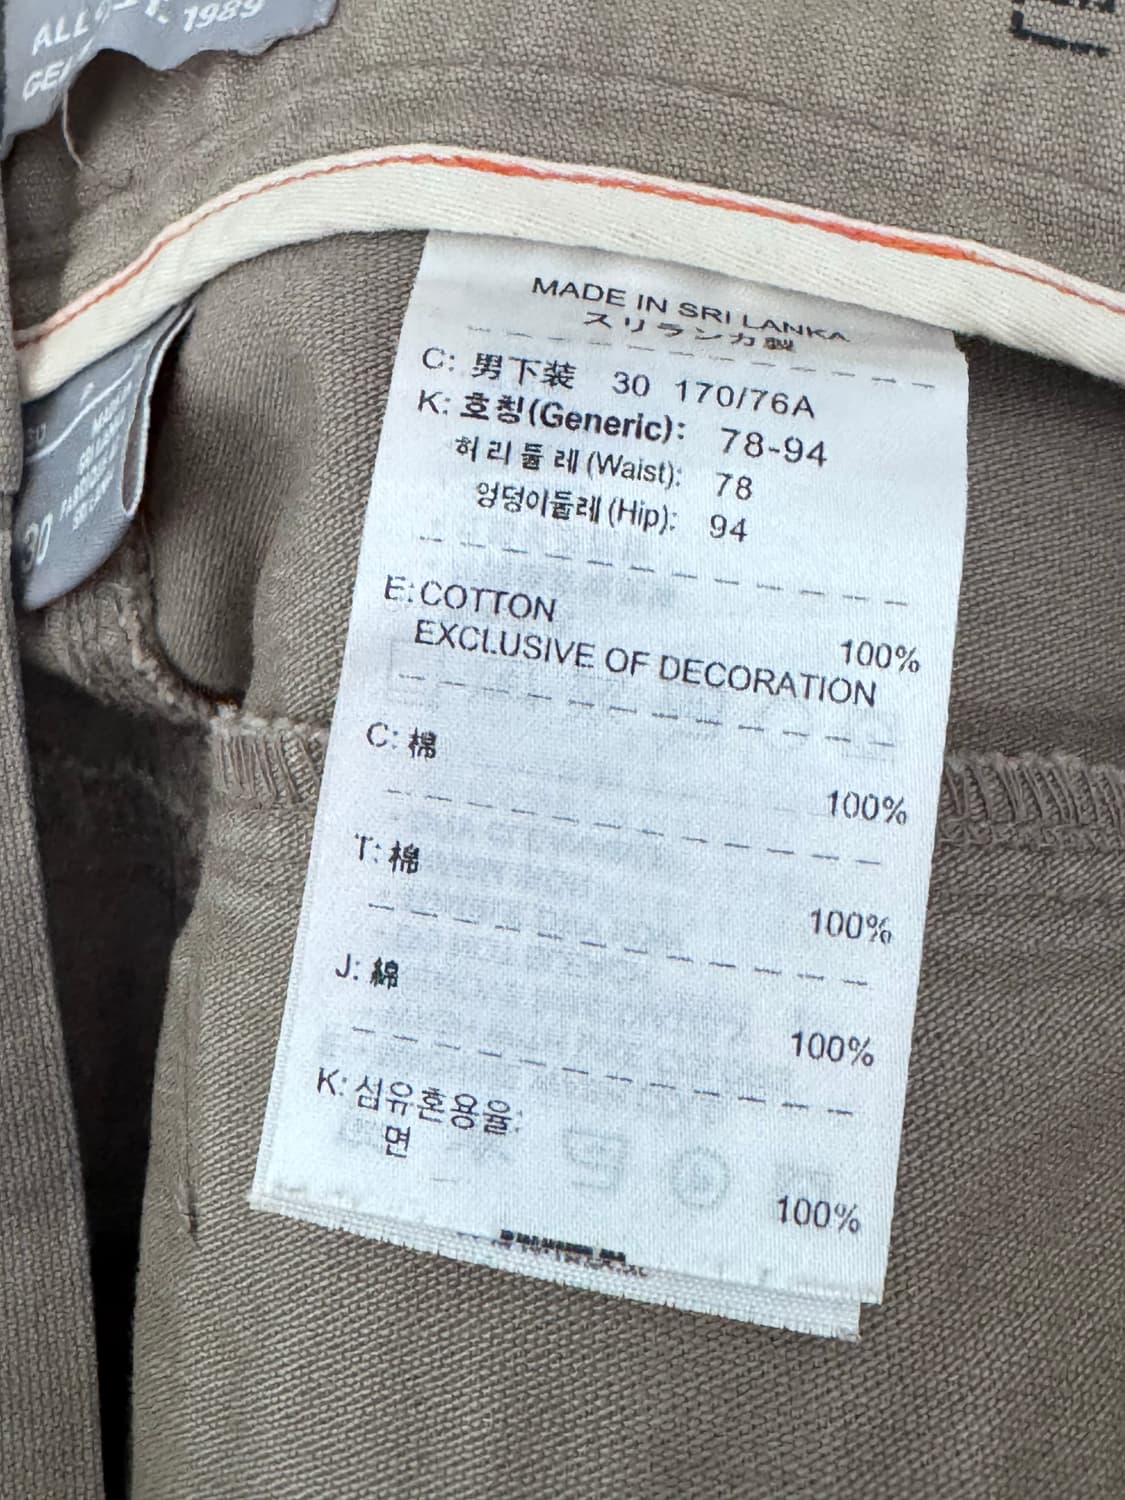 1989
MADE IN SRI LANKA
スリランカ製
C: 男下装 30 170/76A
K: 호칭(Generic): 78-94
허리둘레(Waist): 78
엉덩이둘레(Hip): 94
E: COTTON 100%
EXCLUSIVE OF DECORATION
C: 棉 100%
T: 棉 100%
J: 綿 100%
K: 섬유혼용율:
면 100%
30